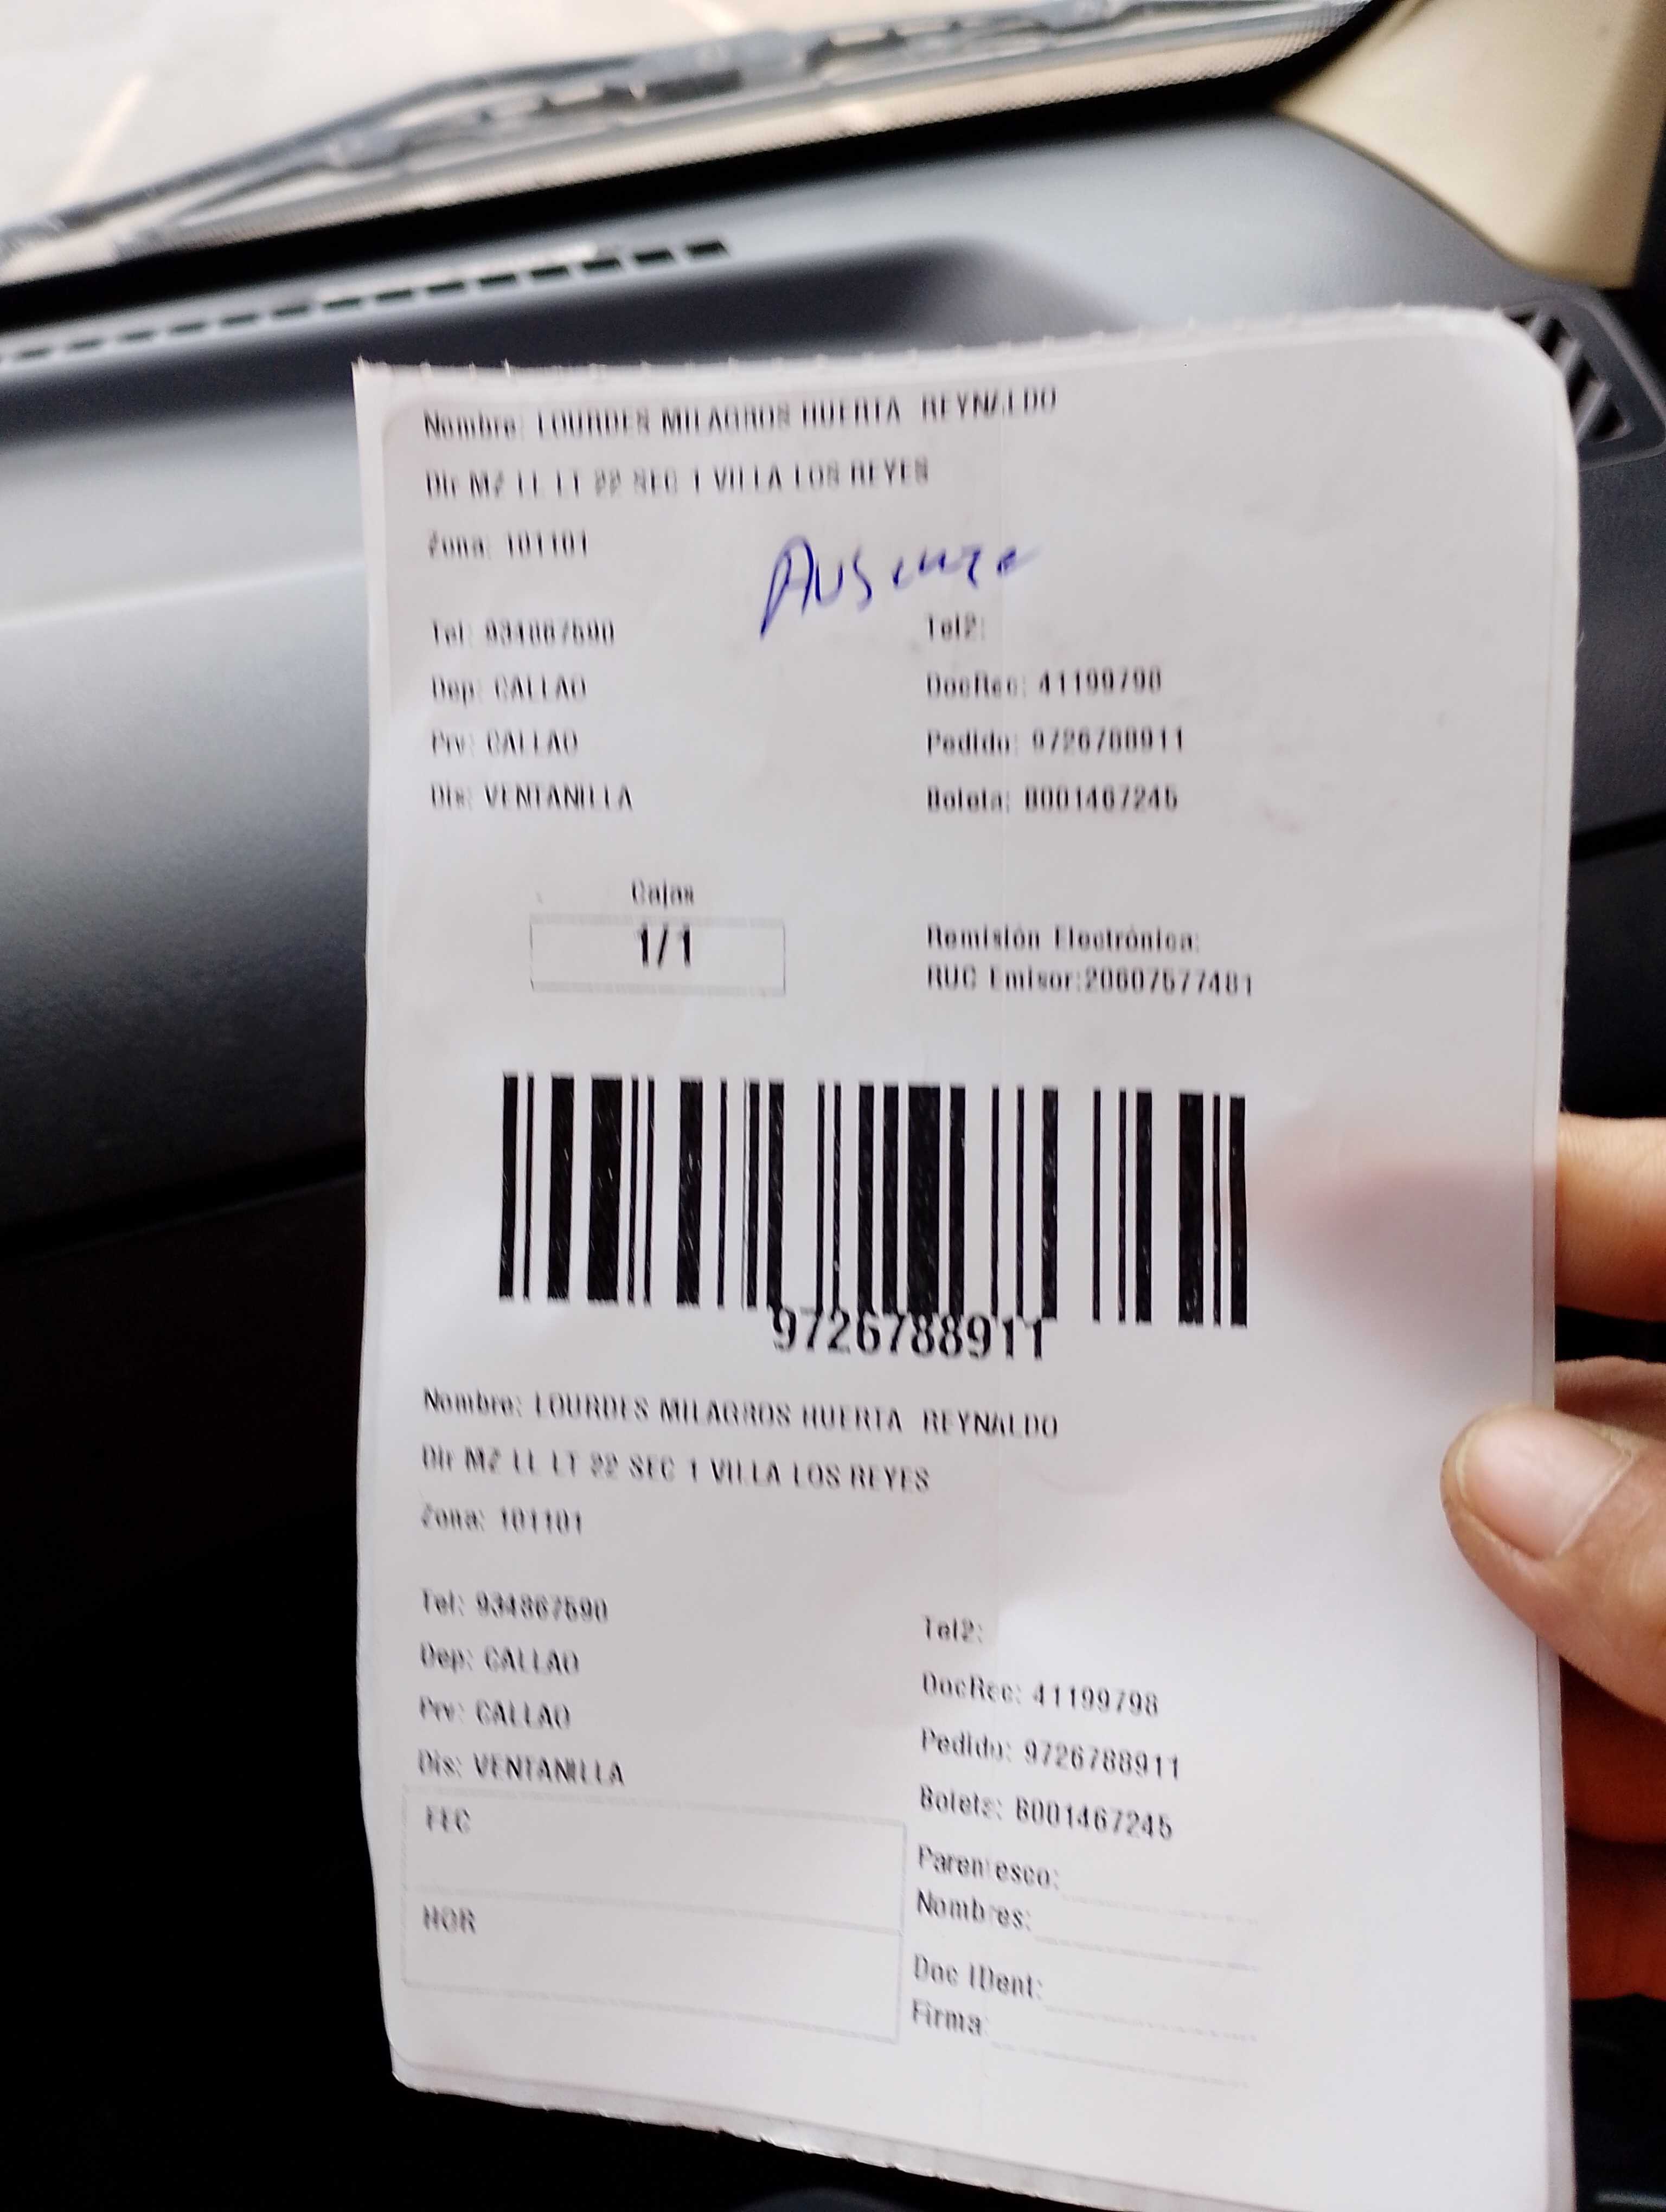 Nombre: LOURDES MILAGROS HUERTA REYNALDO
Dir MZ LL LT 22 SEC 1 VILLA LOS REYES
Zona: 101101
Ausente
Tel: 934867590
Tel2:
Dep: CALLAO
DocRec: 41199798
Prv: CALLAO
Pedido: 9726788911
Dis: VENTANILLA
Boleta: B001467245
Cajas
1/1
Remisión Electrónica:
RUC Emisor:20607577481
9726788911
Nombre: LOURDES MILAGROS HUERTA REYNALDO
Dir MZ LL LT 22 SEC 1 VILLA LOS REYES
Zona: 101101
Tel: 934867590
Tel2:
Dep: CALLAO
DocRec: 41199798
Prv: CALLAO
Pedido: 9726788911
Dis: VENTANILLA
Boleta: B001467245
FEC
Parentesco:
Nombres:
HOR
Doc IDent:
Firma: